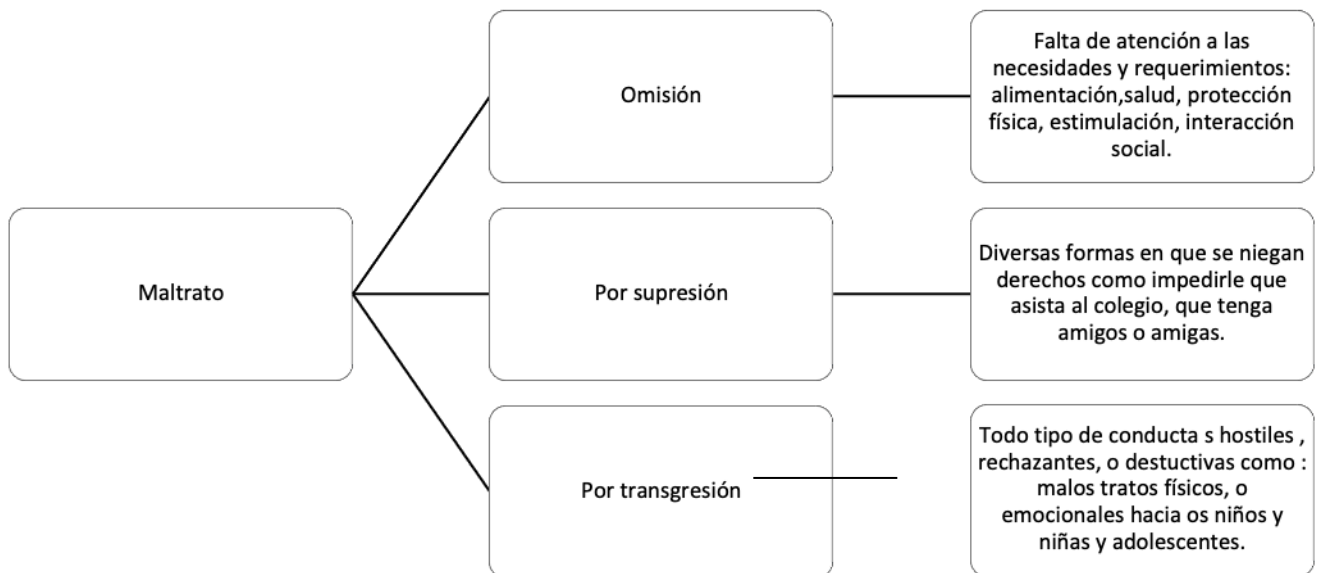 Maltrato
Omisión
Falta de atención a las
necesidades y requerimientos:
alimentación,salud, protección
física, estimulación, interacción
social.
Por supresión
Diversas formas en que se niegan
derechos como impedirle que
asista al colegio, que tenga
amigos o amigas.
Por transgresión
Todo tipo de conducta s hostiles ,
rechazantes, o destuctivas como :
malos tratos físicos, o
emocionales hacia os niños y
niñas y adolescentes.